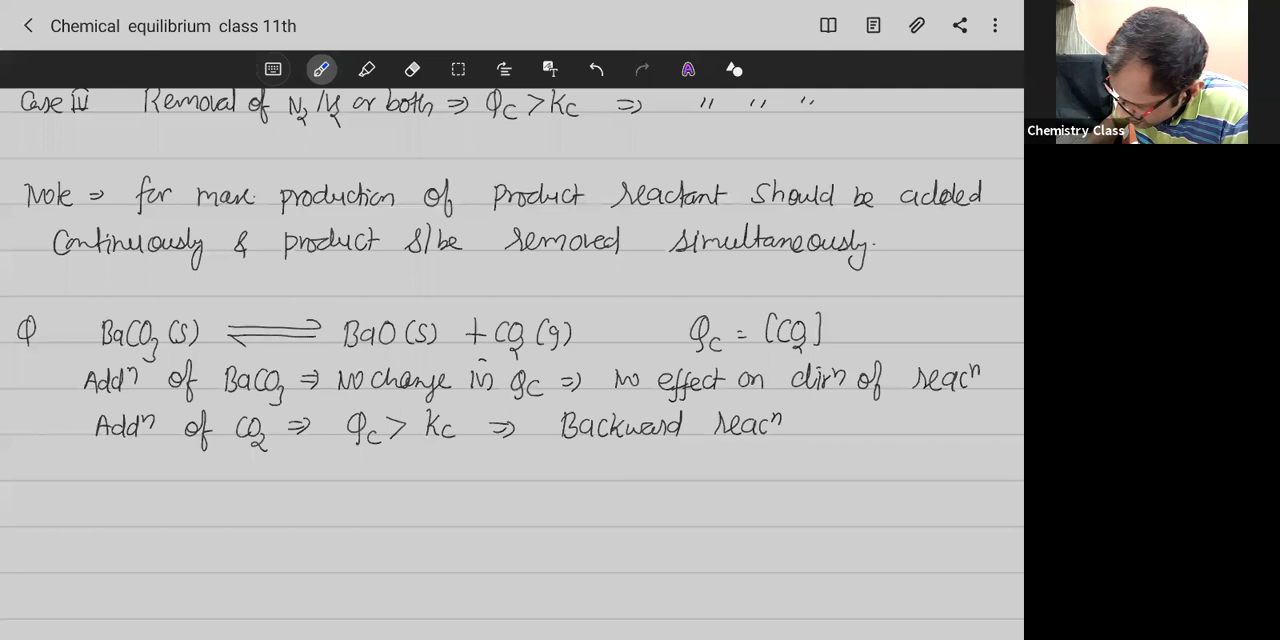 Chemical equilibrium class 11th
Case IV Removal of N₂/H₂ or both ⇒ Qc > Kc ⇒ " " "
Chemistry Class
Note ⇒ for max. production of product reactant should be added
continuously & product s/be removed simultaneously.
Q BaCO₃(s) ⇌ BaO(s) + CO₂(g) Qc = [CO₂]
Addⁿ of BaCO₃ ⇒ No change in Qc ⇒ No effect on dirⁿ of reacⁿ
Addⁿ of CO₂ ⇒ Qc > Kc ⇒ Backward reacⁿ